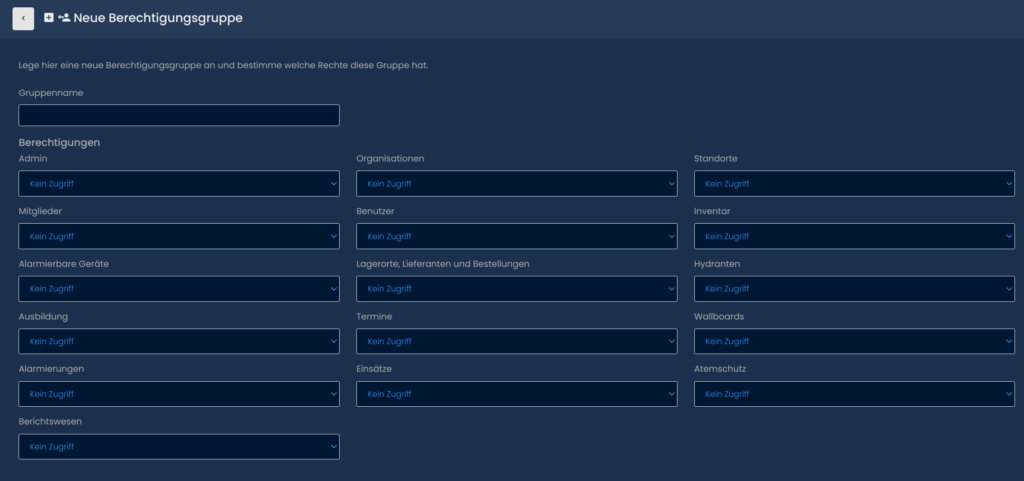 Neue Berechtigungsgruppe
Lege hier eine neue Berechtigungsgruppe an und bestimme welche Rechte diese Gruppe hat.
Gruppenname
Berechtigungen
Admin
Organisationen
Standorte
Kein Zugriff
Kein Zugriff
Kein Zugriff
Mitglieder
Benutzer
Inventar
Kein Zugriff
Kein Zugriff
Kein Zugriff
Alarmierbare Geräte
Lagerorte, Lieferanten und Bestellungen
Hydranten
Kein Zugriff
Kein Zugriff
Kein Zugriff
Ausbildung
Termine
Wallboards
Kein Zugriff
Kein Zugriff
Kein Zugriff
Alarmierungen
Einsätze
Atemschutz
Kein Zugriff
Kein Zugriff
Kein Zugriff
Berichtswesen
Kein Zugriff